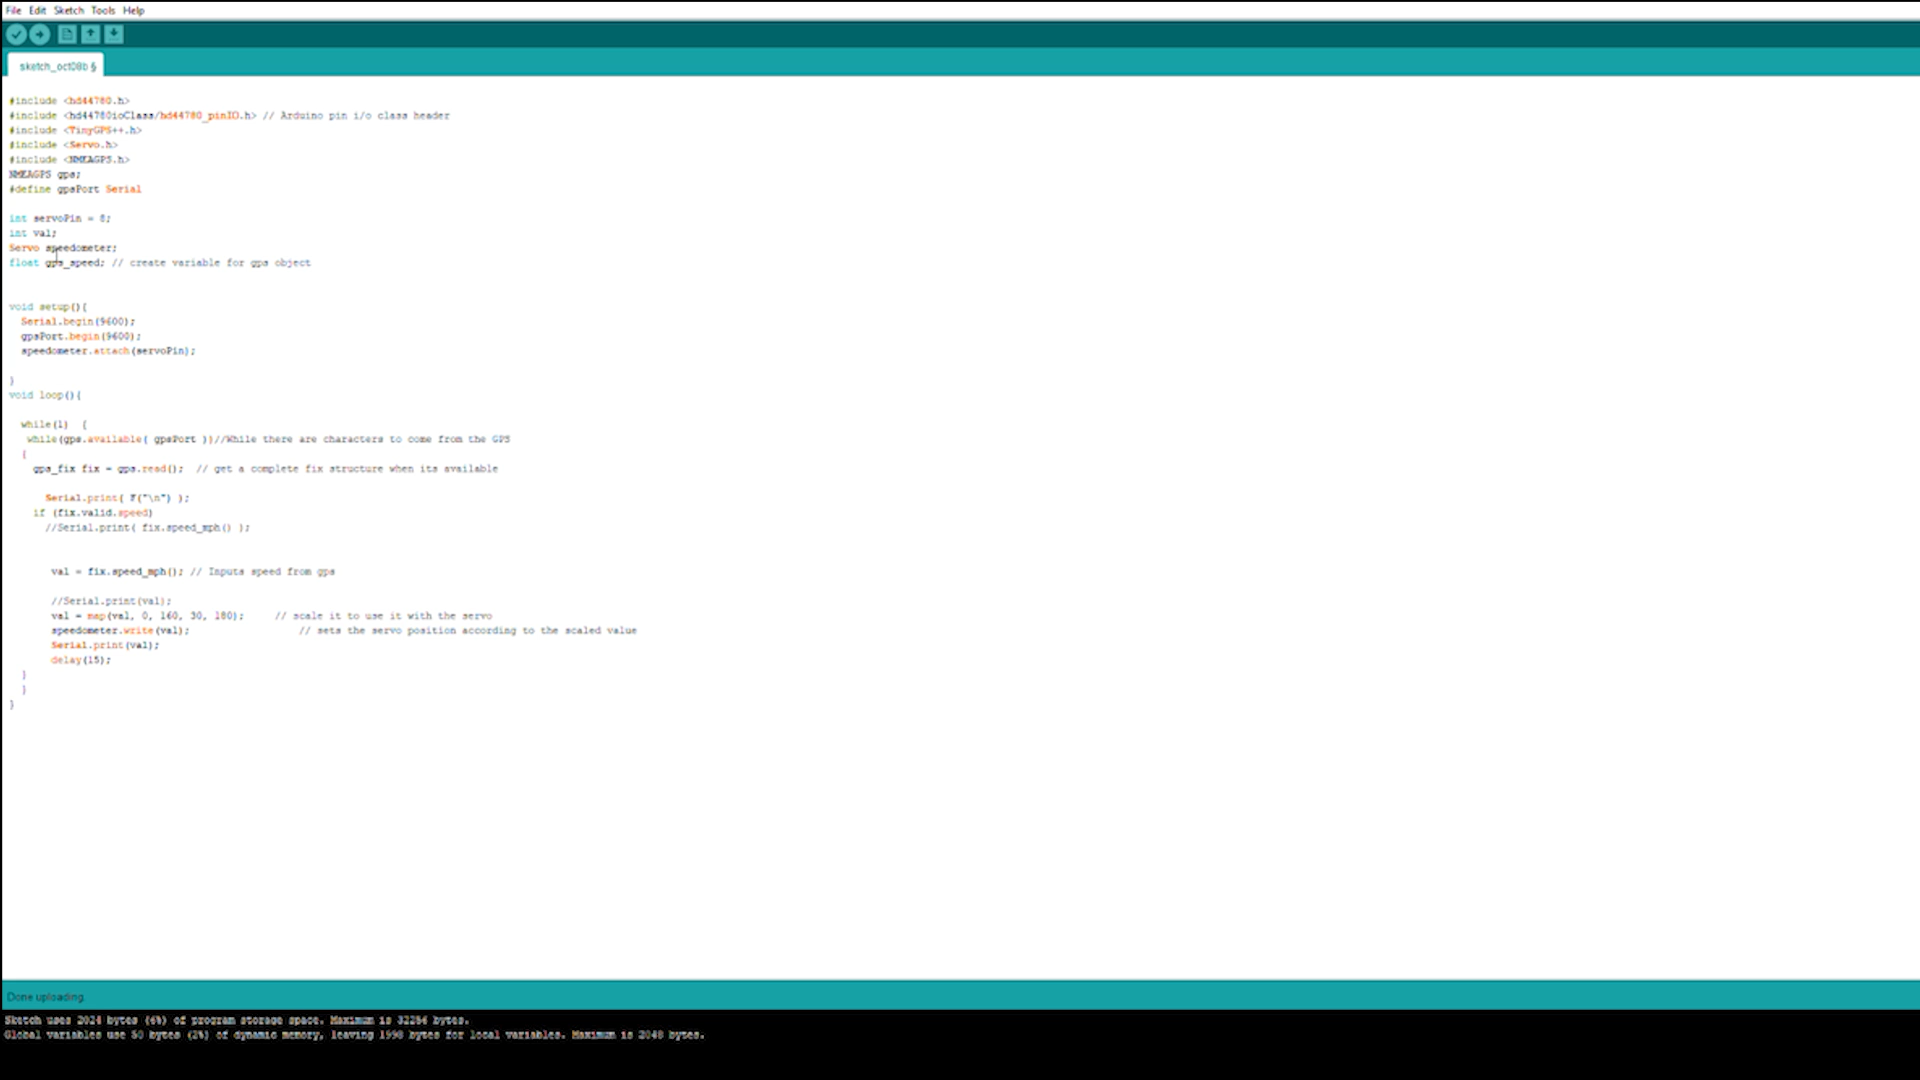 File Edit Sketch Tools Help
sketch_oct08b §
#include <hd44780.h>
#include <hd44780ioClass/hd44780_pinIO.h> // Arduino pin i/o class header
#include <TinyGPS++.h>
#include <Servo.h>
#include <NMEAGPS.h>
NMEAGPS gps;
#define gpsPort Serial
int servoPin = 8;
int val;
Servo speedometer;
float gps_speed; // create variable for gps object
void setup(){
Serial.begin(9600);
gpsPort.begin(9600);
speedometer.attach(servoPin);
}
void loop(){
while(1) {
while(gps.available( gpsPort ))//While there are characters to come from the GPS
{
gps_fix fix = gps.read(); // get a complete fix structure when its available
Serial.print( F("\n") );
if (fix.valid.speed)
//Serial.print( fix.speed_mph() );
val = fix.speed_mph(); // Inputs speed from gps
//Serial.print(val);
val = map(val, 0, 160, 30, 180); // scale it to use it with the servo
speedometer.write(val); // sets the servo position according to the scaled value
Serial.print(val);
delay(15);
}
}
}
Done uploading.
Sketch uses 2024 bytes (6%) of program storage space. Maximum is 32256 bytes.
Global variables use 50 bytes (2%) of dynamic memory, leaving 1998 bytes for local variables. Maximum is 2048 bytes.